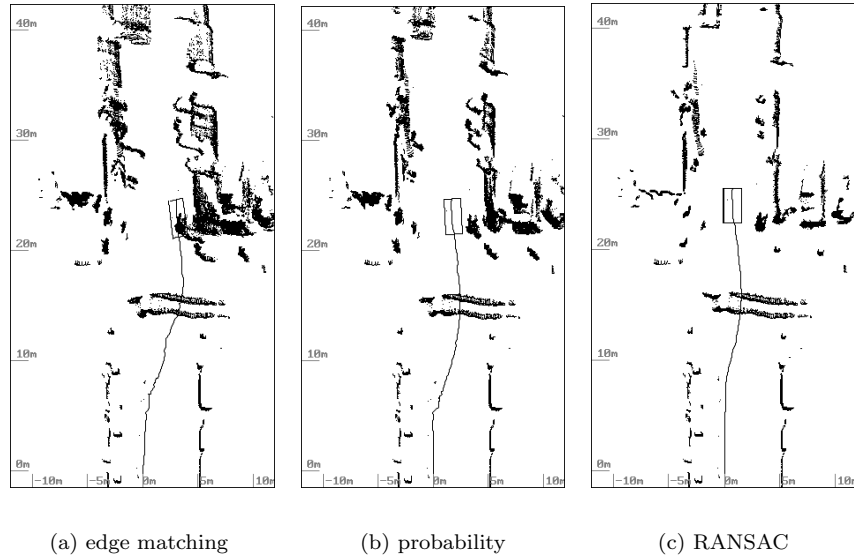 40m 40m 40m
30m 30m 30m
20m 20m 20m
10m 10m 10m
0m 0m 0m
-10m -5m 0m 5m 10m -10m -5m 0m 5m 10m -10m -5m 0m 5m 10m
(a) edge matching (b) probability (c) RANSAC